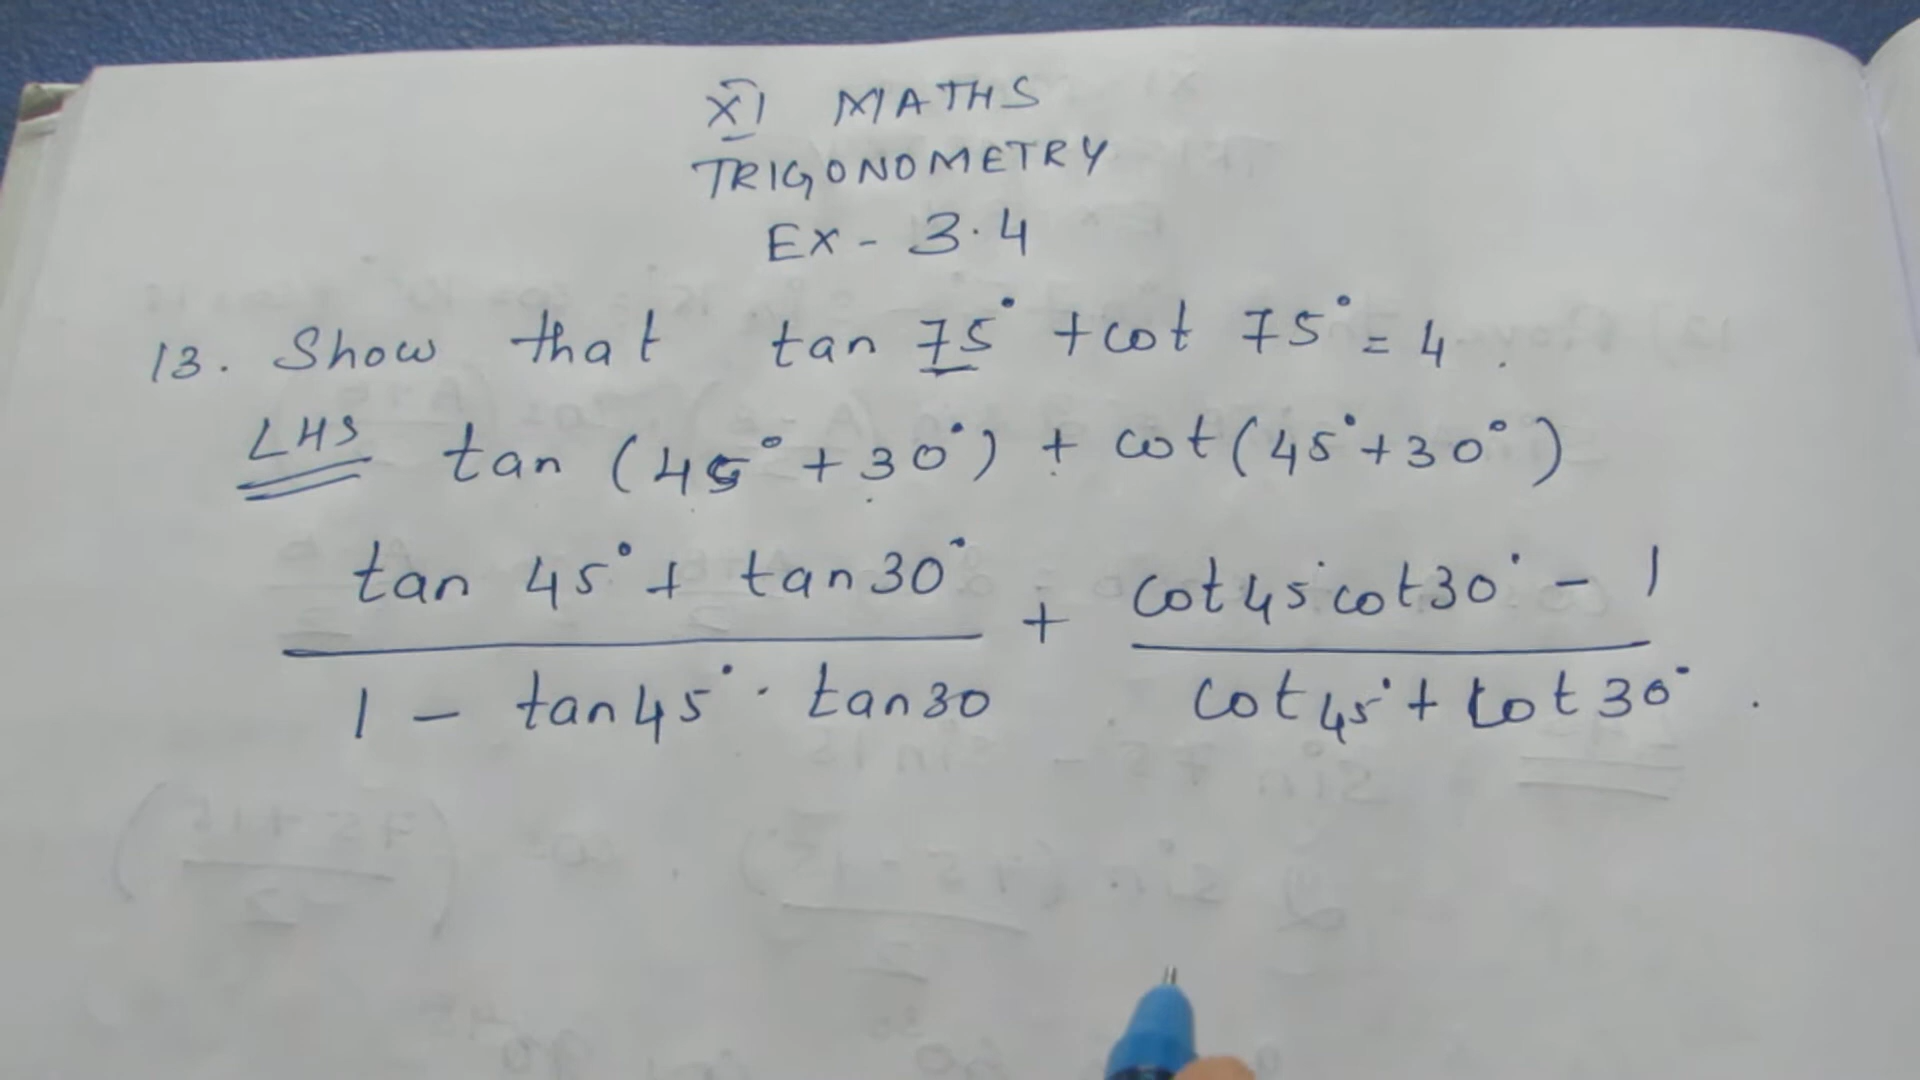 XI MATHS
TRIGONOMETRY
EX - 3.4
13. Show that tan 75° + cot 75° = 4.
LHS tan (45° + 30°) + cot (45° + 30°)
tan 45° + tan 30° + cot 45° cot 30° - 1
1 - tan 45° · tan 30 cot 45° + cot 30°.